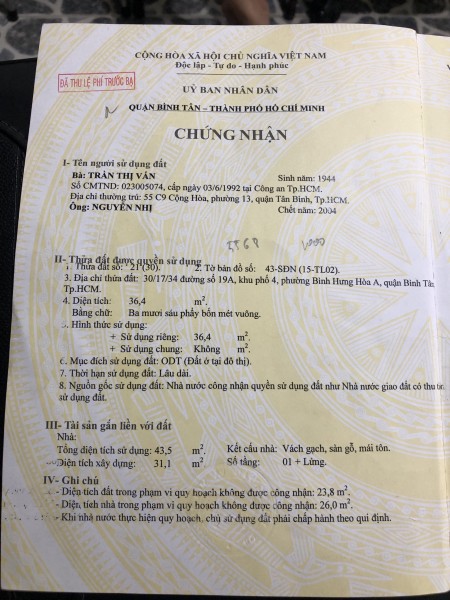 CỘNG HÒA XÃ HỘI CHỦ NGHĨA VIỆT NAM
Độc lập - Tự do - Hạnh phúc
ĐÃ THU LỆ PHÍ TRƯỚC BẠ
ỦY BAN NHÂN DÂN
QUẬN BÌNH TÂN – THÀNH PHỐ HỒ CHÍ MINH
CHỨNG NHẬN
I- Tên người sử dụng đất
Bà: TRẦN THỊ VÂN Sinh năm: 1944
Số CMTND: 023005074, cấp ngày 03/6/1992 tại Công an Tp.HCM.
Địa chỉ thường trú: 55 C9 Cộng Hòa, phường 13, quận Tân Bình, Tp.HCM.
Ông: NGUYỄN NHỊ Chết năm: 2004
II- Thửa đất được quyền sử dụng
1. Thửa đất số: 21 (30). 2. Tờ bản đồ số: 43-SĐN (15-TL02).
3. Địa chỉ thửa đất: 30/17/34 đường số 19A, khu phố 4, phường Bình Hưng Hòa A, quận Bình Tân
Tp.HCM.
4. Diện tích: 36,4 m².
Bằng chữ: Ba mươi sáu phẩy bốn mét vuông.
5. Hình thức sử dụng:
+ Sử dụng riêng: 36,4 m².
+ Sử dụng chung: Không m².
6. Mục đích sử dụng đất: ODT (Đất ở tại đô thị).
7. Thời hạn sử dụng đất: Lâu dài.
8. Nguồn gốc sử dụng đất: Nhà nước công nhận quyền sử dụng đất như Nhà nước giao đất có thu tiền
sử dụng đất.
III- Tài sản gắn liền với đất
Nhà:
Tổng diện tích sử dụng: 43,5 m². Kết cấu nhà: Vách gạch, sàn gỗ, mái tôn.
Diện tích xây dựng: 31,1 m². Số tầng: 01 + Lửng.
IV- Ghi chú
- Diện tích đất trong phạm vi quy hoạch không được công nhận: 23,8 m².
- Diện tích nhà trong phạm vi quy hoạch không được công nhận: 26,0 m².
- Khi nhà nước thực hiện quy hoạch, chủ sử dụng đất phải chấp hành theo qui định.